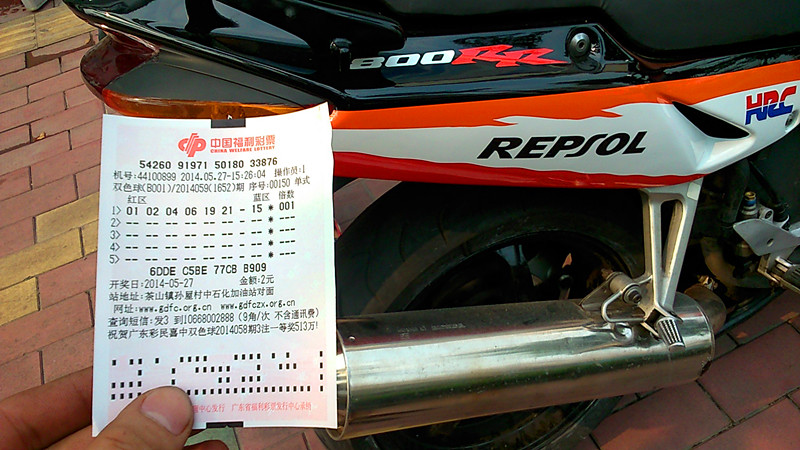 中国福利彩票
CHINA WELFARE LOTTERY
54260 91971 50180 33876
机号:44100899 2014.05.27-15:26:04 操作员:1
双色球(B001)/2014059(1652)期 序号:00150 单式
红区 蓝区 倍数
1> 01 02 04 06 19 21 - 15 * 001
2> -- -- -- -- -- -- - -- * ---
3> -- -- -- -- -- -- - -- * ---
4> -- -- -- -- -- -- - -- * ---
5> -- -- -- -- -- -- - -- * ---
6DDE C5BE 77CB B909
开奖日:2014-05-27 金额:2元
站地址:茶山镇孙屋村中石化加油站对面
网址:www.gdfc.org.cn www.gdfczx.org.cn
查询短信:发3 到10668002888 (9角/次 不含通讯费)
祝贺广东彩民喜中双色球2014058期3注一等奖513万!
中心发行 广东省福利彩票发行中心承销
800RR
REPSOL
HRC